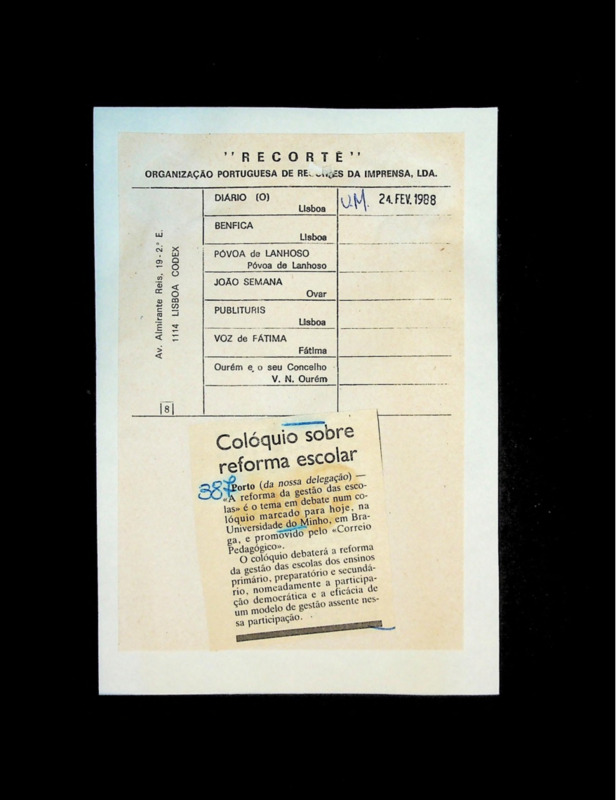 "RECORTE"
ORGANIZAÇÃO PORTUGUESA DE RECORTES DA IMPRENSA, LDA.
DIÁRIO (O)
Lisboa
U.M. 24. FEV. 1988
BENFICA
Lisboa
PÓVOA de LANHOSO
Póvoa de Lanhoso
JOÃO SEMANA
Ovar
PUBLITURIS
Lisboa
VOZ de FÁTIMA
Fátima
Ourém e o seu Concelho
V. N. Ourém
Av. Almirante Reis, 19-2.º E.
1114 LISBOA CODEX
8
Colóquio sobre
reforma escolar
387
Porto (da nossa delegação) —
«A reforma da gestão das esco-
las» é o tema em debate num co-
lóquio marcado para hoje, na
Universidade do Minho, em Bra-
ga, e promovido pelo «Correio
Pedagógico».
O colóquio debaterá a reforma
da gestão das escolas dos ensinos
primário, preparatório e secundá-
rio, nomeadamente a participa-
ção democrática e a eficácia de
um modelo de gestão assente nes-
sa participação.